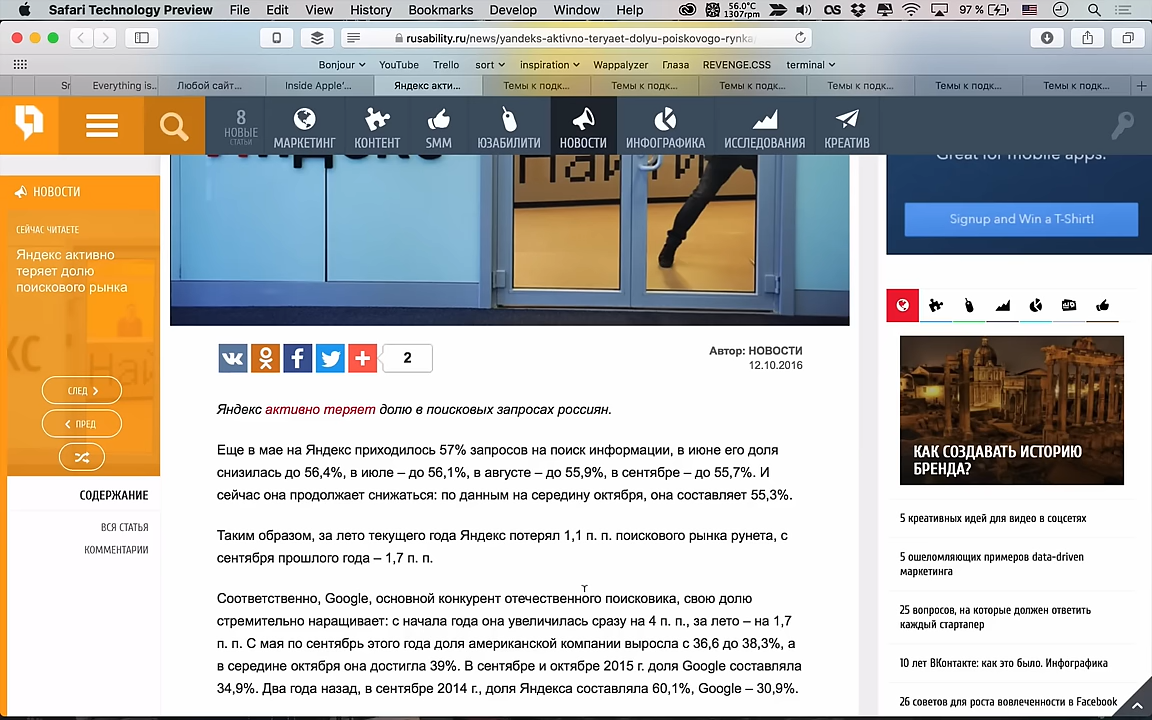 Safari Technology Preview File Edit View History Bookmarks Develop Window Help 56.0°C 1307rpm 97 %
rusability.ru/news/yandeks-aktivno-teryaet-dolyu-poiskovogo-rynka
Bonjour YouTube Trello sort inspiration Wappalyzer Глаза REVENGE.CSS terminal
Everything is.. Любой сайт... Inside Apple'... Яндекс акти... Темы к подк... Темы к подк... Темы к подк... Темы к подк... Темы к подк... Темы к подк...
8 НОВЫЕ СТАТЬИ МАРКЕТИНГ КОНТЕНТ SMM ЮЗАБИЛИТИ НОВОСТИ ИНФОГРАФИКА ИССЛЕДОВАНИЯ КРЕАТИВ
Great for mobile apps.
Signup and Win a T-Shirt!
НОВОСТИ
СЕЙЧАС ЧИТАЕТЕ
Яндекс активно
теряет долю
поискового рынка
СЛЕД
ПРЕД
СОДЕРЖАНИЕ
ВСЯ СТАТЬЯ
КОММЕНТАРИИ
Найти
2
Автор: НОВОСТИ
12.10.2016
Яндекс активно теряет долю в поисковых запросах россиян.
Еще в мае на Яндекс приходилось 57% запросов на поиск информации, в июне его доля
снизилась до 56,4%, в июле – до 56,1%, в августе – до 55,9%, в сентябре – до 55,7%. И
сейчас она продолжает снижаться: по данным на середину октября, она составляет 55,3%.
Таким образом, за лето текущего года Яндекс потерял 1,1 п. п. поискового рынка рунета, с
сентября прошлого года – 1,7 п. п.
Соответственно, Google, основной конкурент отечественного поисковика, свою долю
стремительно наращивает: с начала года она увеличилась сразу на 4 п. п., за лето – на 1,7
п. п. С мая по сентябрь этого года доля американской компании выросла с 36,6 до 38,3%, а
в середине октября она достигла 39%. В сентябре и октябре 2015 г. доля Google составляла
34,9%. Два года назад, в сентябре 2014 г., доля Яндекса составляла 60,1%, Google – 30,9%.
КАК СОЗДАВАТЬ ИСТОРИЮ
БРЕНДА?
5 креативных идей для видео в соцсетях
5 ошеломляющих примеров data-driven
маркетинга
25 вопросов, на которые должен ответить
каждый стартапер
10 лет ВКонтакте: как это было. Инфографика
26 советов для роста вовлеченности в Facebook